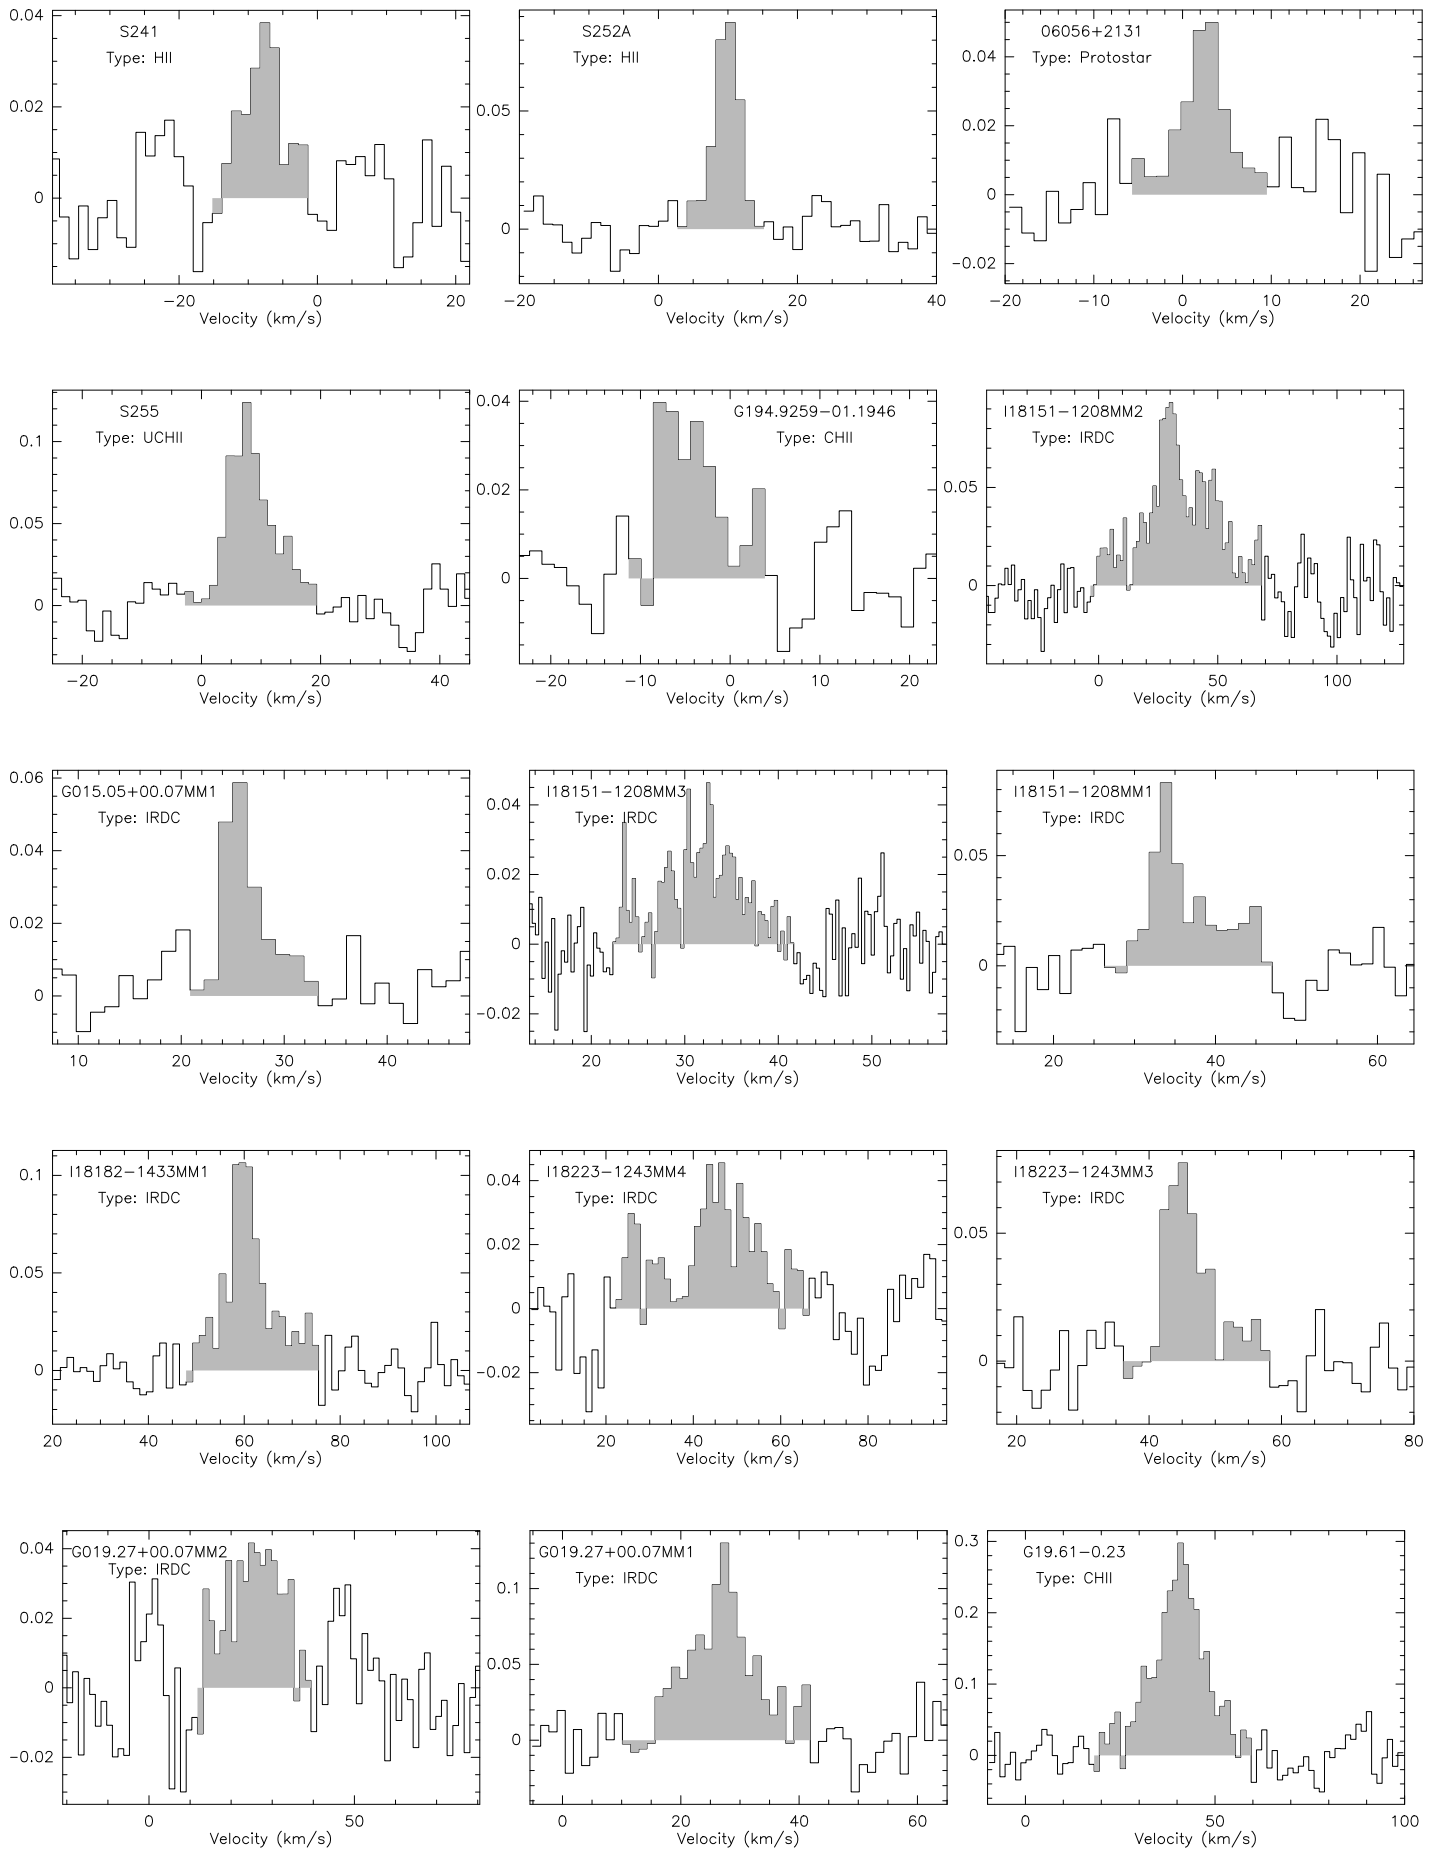 S241
Type: HII
0.04
0.02
0
−20
0
20
Velocity (km/s)
S252A
Type: HII
0.05
0
−20
0
20
40
Velocity (km/s)
06056+2131
Type: Protostar
0.04
0.02
0
−0.02
−20
−10
0
10
20
Velocity (km/s)
S255
Type: UCHII
0.1
0.05
0
−20
0
20
40
Velocity (km/s)
G194.9259−01.1946
Type: CHII
0.04
0.02
0
−20
−10
0
10
20
Velocity (km/s)
I18151−1208MM2
Type: IRDC
0.05
0
0
50
100
Velocity (km/s)
G015.05+00.07MM1
Type: IRDC
0.06
0.04
0.02
0
10
20
30
40
Velocity (km/s)
I18151−1208MM3
Type: IRDC
0.04
0.02
0
−0.02
20
30
40
50
Velocity (km/s)
I18151−1208MM1
Type: IRDC
0.05
0
20
40
60
Velocity (km/s)
I18182−1433MM1
Type: IRDC
0.1
0.05
0
20
40
60
80
100
Velocity (km/s)
I18223−1243MM4
Type: IRDC
0.04
0.02
0
−0.02
20
40
60
80
Velocity (km/s)
I18223−1243MM3
Type: IRDC
0.05
0
20
40
60
80
Velocity (km/s)
G019.27+00.07MM2
Type: IRDC
0.04
0.02
0
−0.02
0
50
Velocity (km/s)
G019.27+00.07MM1
Type: IRDC
0.1
0.05
0
0
20
40
60
Velocity (km/s)
G19.61−0.23
Type: CHII
0.3
0.2
0.1
0
0
50
100
Velocity (km/s)